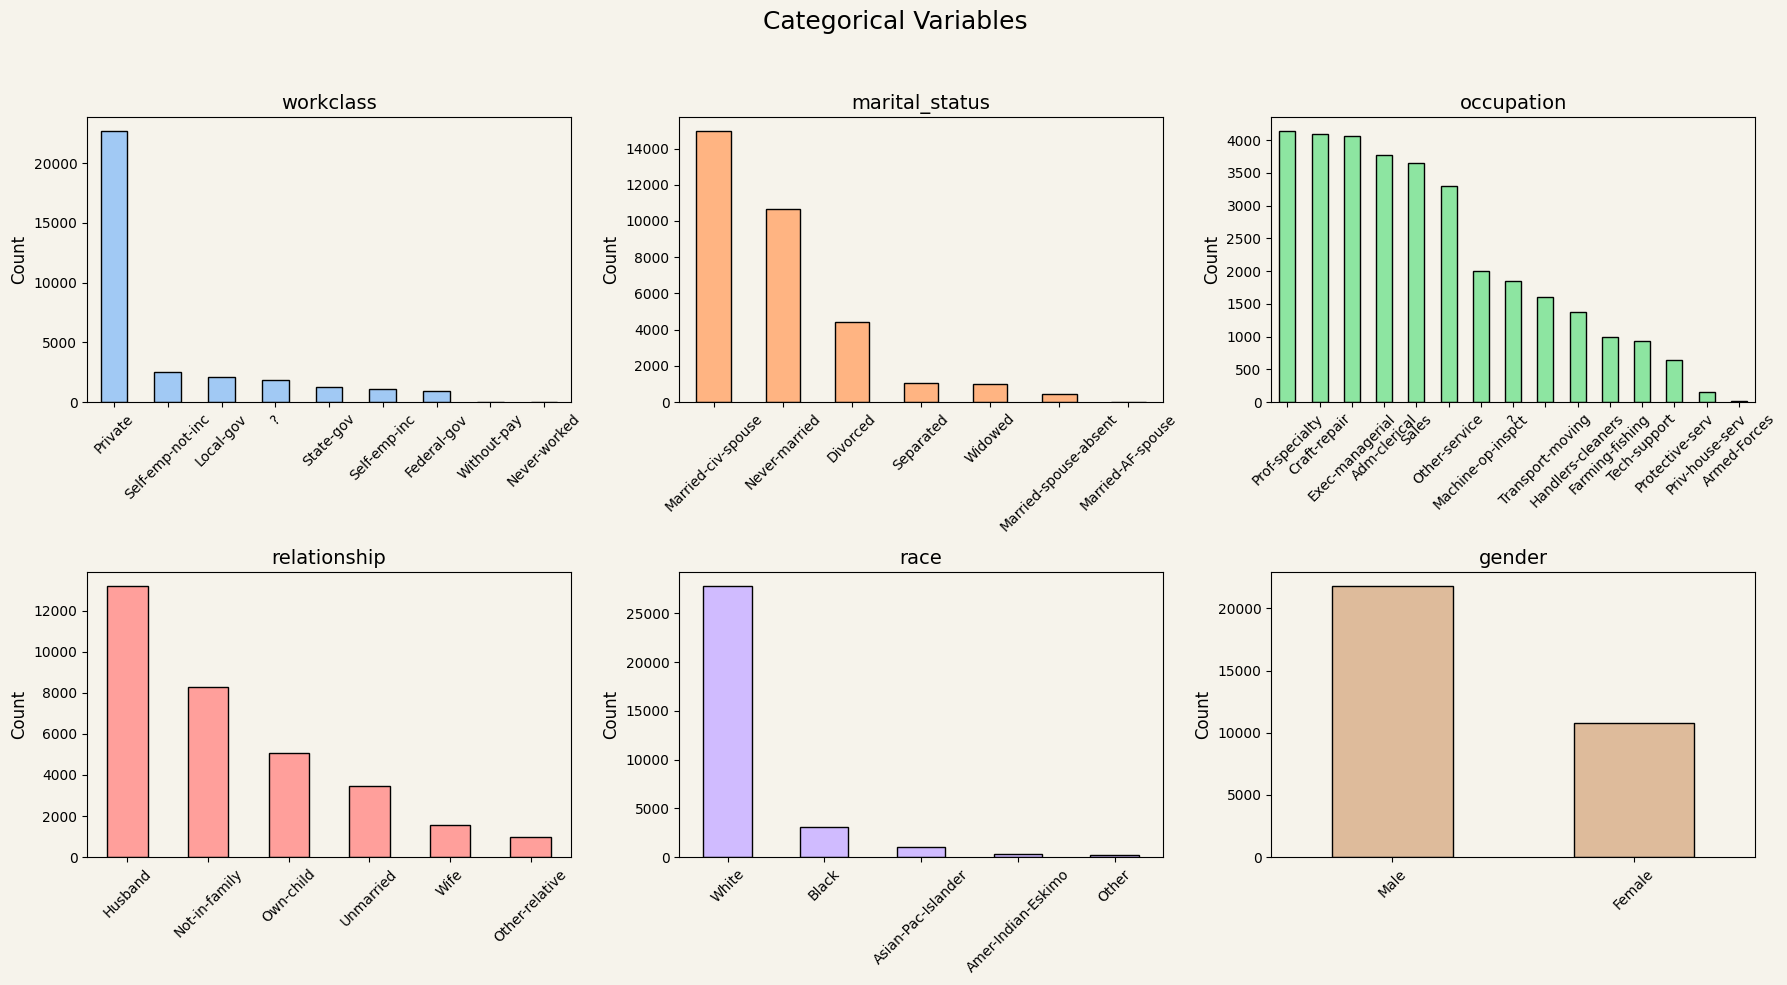 Categorical Variables
workclass
Count
20000
15000
10000
5000
0
Private
Self-emp-not-inc
Local-gov
?
State-gov
Self-emp-inc
Federal-gov
Without-pay
Never-worked
marital_status
Count
14000
12000
10000
8000
6000
4000
2000
0
Married-civ-spouse
Never-married
Divorced
Separated
Widowed
Married-spouse-absent
Married-AF-spouse
occupation
Count
4000
3500
3000
2500
2000
1500
1000
500
0
Prof-specialty
Craft-repair
Exec-managerial
Adm-clerical
Sales
Other-service
Machine-op-inspct
?
Transport-moving
Handlers-cleaners
Farming-fishing
Tech-support
Protective-serv
Priv-house-serv
Armed-Forces
relationship
Count
12000
10000
8000
6000
4000
2000
0
Husband
Not-in-family
Own-child
Unmarried
Wife
Other-relative
race
Count
25000
20000
15000
10000
5000
0
White
Black
Asian-Pac-Islander
Amer-Indian-Eskimo
Other
gender
Count
20000
15000
10000
5000
0
Male
Female